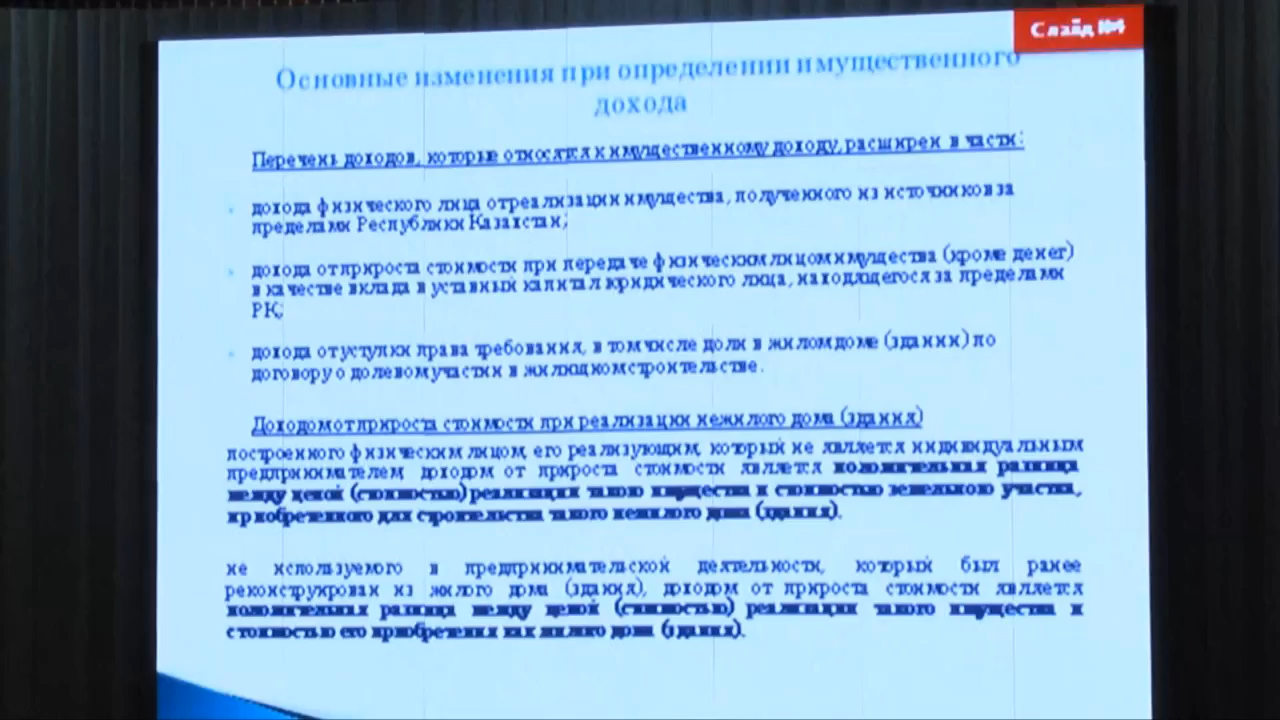 Слайд №4
Основные изменения при определении имущественного
дохода
Перечень доходов, которые относятся к имущественному доходу, расширен в части:
дохода физического лица от реализации имущества, полученного из источников за
пределами Республики Казахстан;
дохода от прироста стоимости при передаче физическим лицом имущества (кроме денег)
в качестве вклада в уставный капитал юридического лица, находящегося за пределами
РК;
дохода от уступки права требования, в том числе доли в жилом доме (здании) по
договору о долевом участии в жилищном строительстве.
Доходом от прироста стоимости при реализации нежилого дома (здания)
построенного физическим лицом, его реализующим, который не является индивидуальным
предпринимателем, доходом от прироста стоимости является положительная разница
между ценой (стоимостью) реализации такого имущества и стоимостью земельного участка,
приобретенного для строительства такого нежилого дома (здания).
не используемого в предпринимательской деятельности, который был ранее
реконструирован из жилого дома (здания), доходом от прироста стоимости является
положительная разница между ценой (стоимостью) реализации такого имущества и
стоимостью его приобретения как жилого дома (здания).